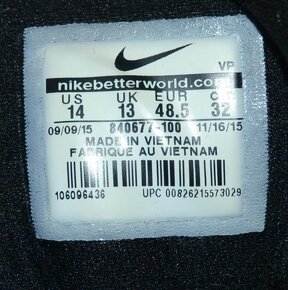 VP
nikebetterworld.com
US UK EUR
14 13 48.5 32
09/09/15 840677-100 11/16/15
MADE IN VIETNAM
FABRIQUE AU VIETNAM
106096436 UPC 00826215573029